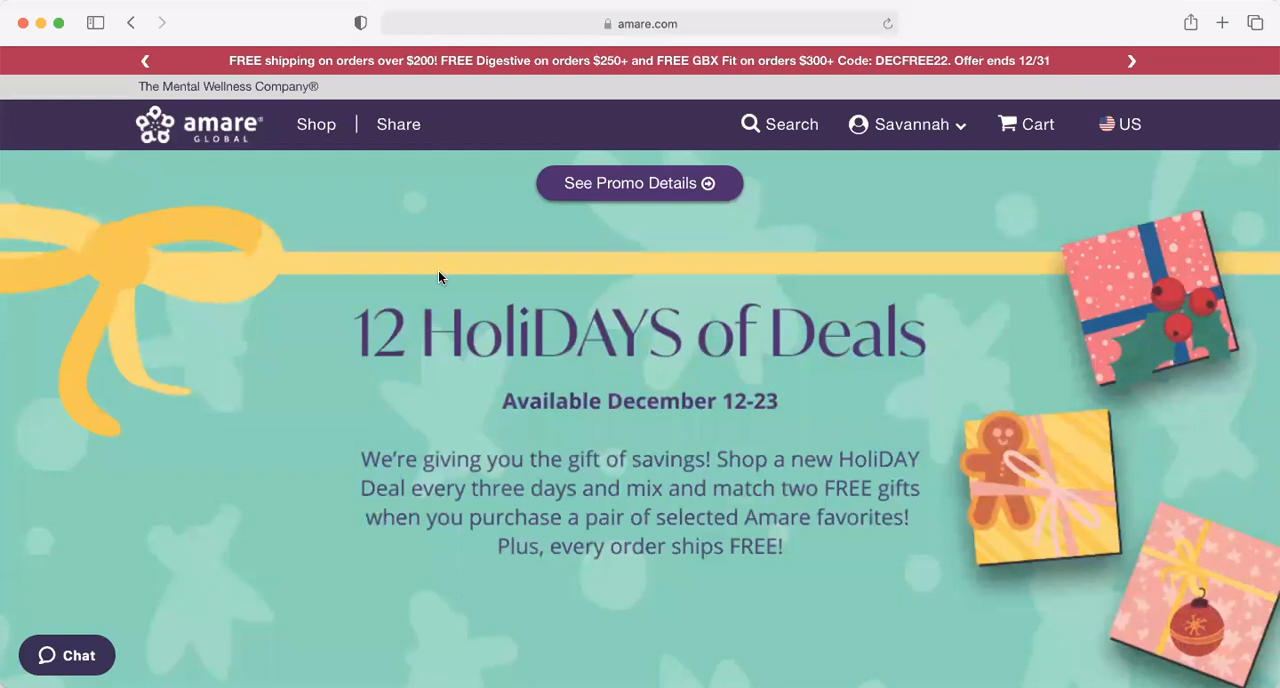 amare.com
FREE shipping on orders over $200! FREE Digestive on orders $250+ and FREE GBX Fit on orders $300+ Code: DECFREE22. Offer ends 12/31
The Mental Wellness Company®
amare® GLOBAL Shop | Share Search Savannah Cart US
See Promo Details
12 HoliDAYS of Deals
Available December 12-23
We're giving you the gift of savings! Shop a new HoliDAY
Deal every three days and mix and match two FREE gifts
when you purchase a pair of selected Amare favorites!
Plus, every order ships FREE!
Chat